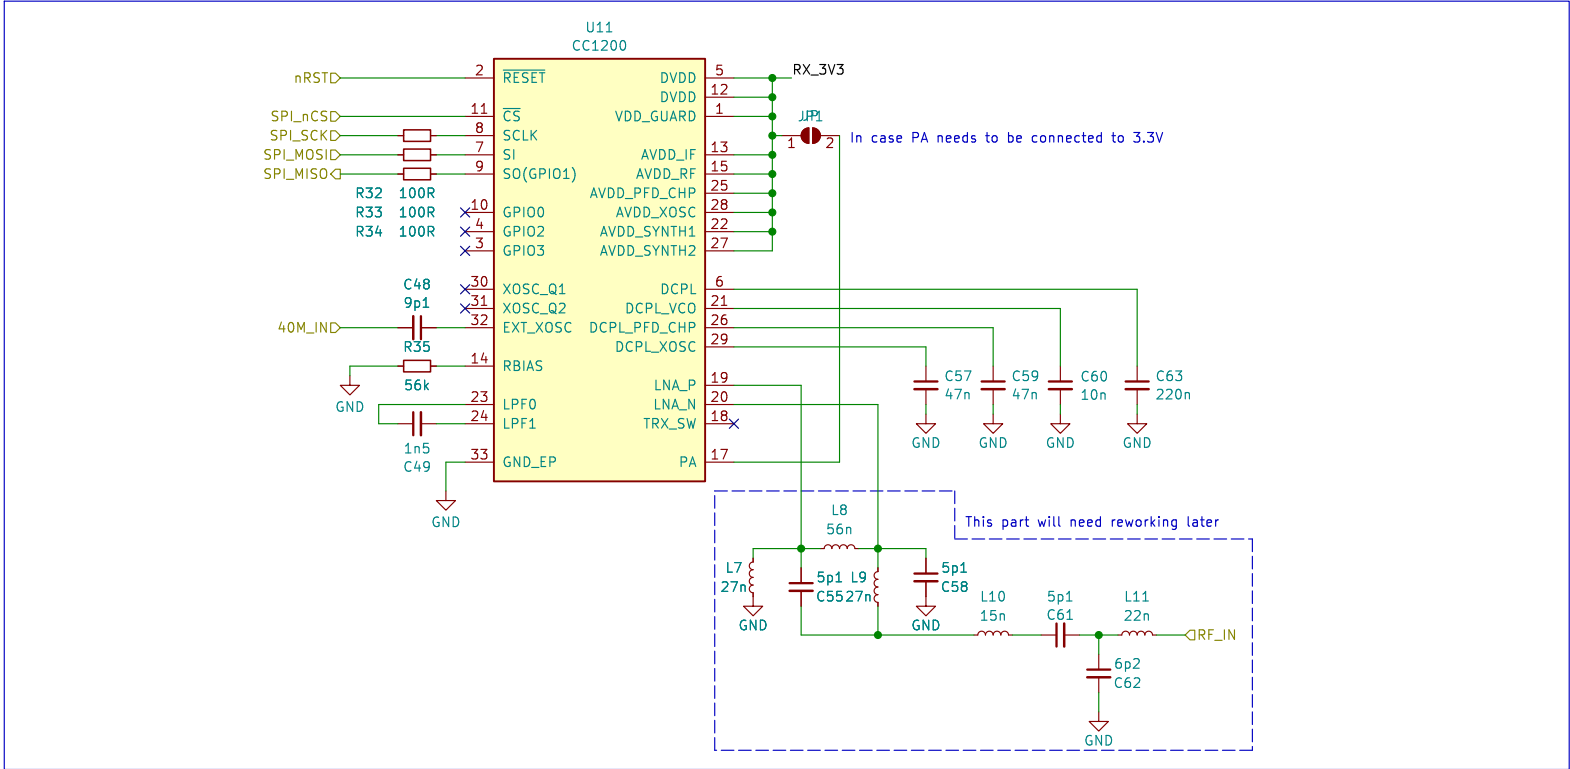 U11
CC1200
nRST 2 RESET DVDD 5 RX_3V3
DVDD 12
SPI_nCS 11 CS VDD_GUARD 1
JP1
SPI_SCK 8 SCLK 1 2 In case PA needs to be connected to 3.3V
SPI_MOSI 7 SI AVDD_IF 13
SPI_MISO 9 SO(GPIO1) AVDD_RF 15
R32 100R AVDD_PFD_CHP 25
R33 100R 10 GPIO0 AVDD_XOSC 28
R34 100R 4 GPIO2 AVDD_SYNTH1 22
3 GPIO3 AVDD_SYNTH2 27
C48
30 XOSC_Q1 DCPL 6
9p1
31 XOSC_Q2 DCPL_VCO 21
40M_IN 32 EXT_XOSC DCPL_PFD_CHP 26
R35 DCPL_XOSC 29
14 RBIAS
56k LNA_P 19
GND
23 LPF0 LNA_N 20
24 LPF1 TRX_SW 18
1n5
C49
33 GND_EP PA 17
GND
C57 C59 C60 C63
47n 47n 10n 220n
GND GND GND GND
This part will need reworking later
L8
56n
L7 5p1 L9 5p1
27n C55 27n C58
GND GND
L10 5p1 L11
15n C61 22n
RF_IN
6p2
C62
GND